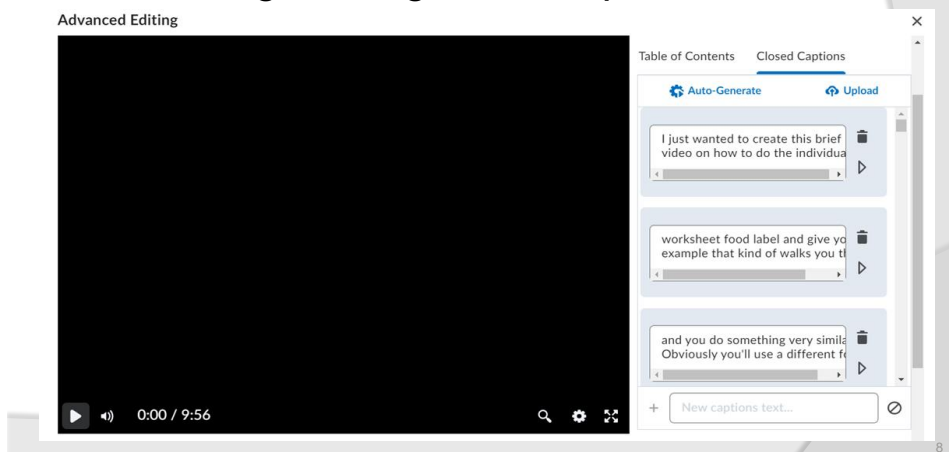 Advanced Editing
Table of Contents Closed Captions
Auto-Generate Upload
I just wanted to create this brief
video on how to do the individua
worksheet food label and give yo
example that kind of walks you th
and you do something very simila
Obviously you'll use a different fo
0:00 / 9:56
New captions text...
8